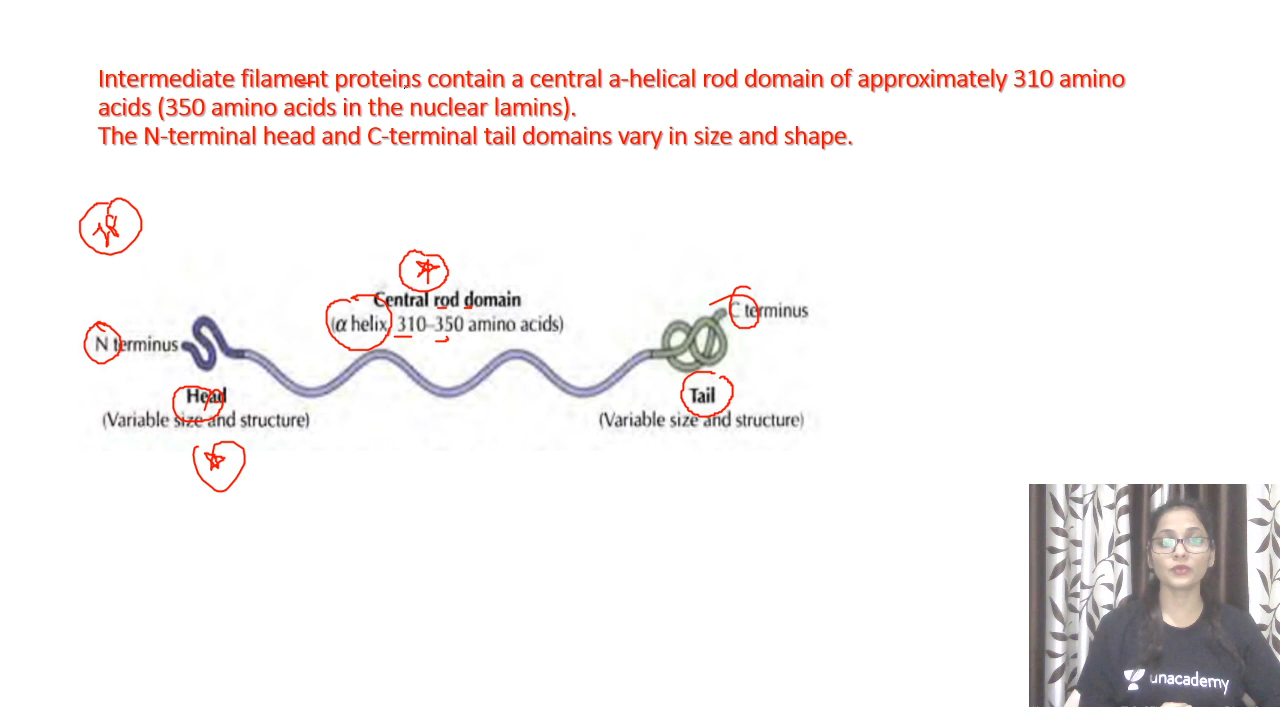 Intermediate filament proteins contain a central a-helical rod domain of approximately 310 amino
acids (350 amino acids in the nuclear lamins).
The N-terminal head and C-terminal tail domains vary in size and shape.
Central rod domain
(α helix, 310–350 amino acids)
C terminus
N terminus
Head
(Variable size and structure)
Tail
(Variable size and structure)
unacademy